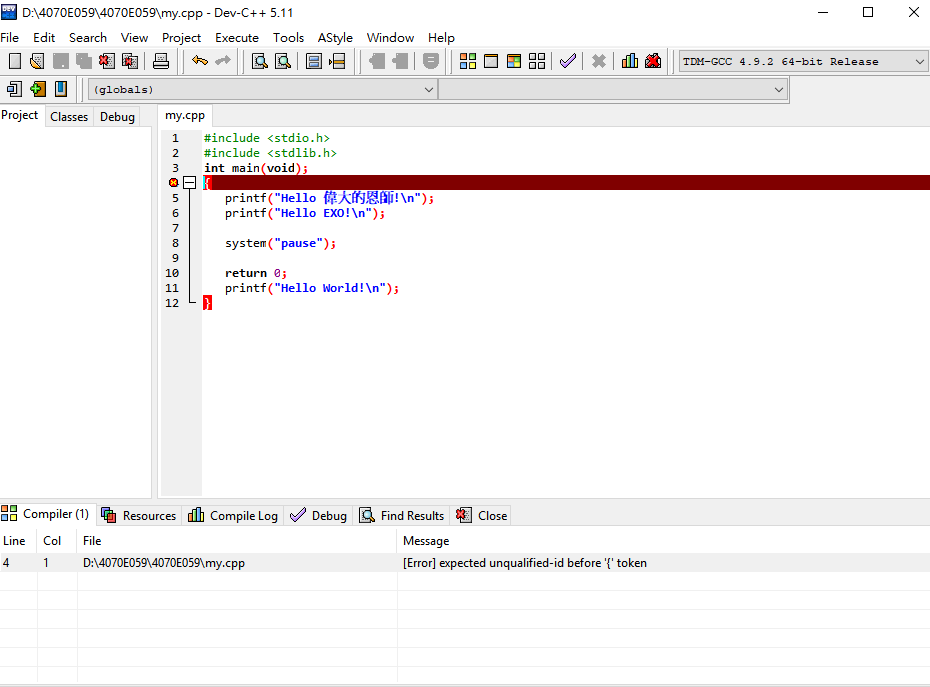 D:\4070E059\4070E059\my.cpp - Dev-C++ 5.11
File Edit Search View Project Execute Tools AStyle Window Help
TDM-GCC 4.9.2 64-bit Release
(globals)
Project Classes Debug my.cpp
1 #include <stdio.h>
2 #include <stdlib.h>
3 int main(void);
{
5 printf("Hello 偉大的恩師!\n");
6 printf("Hello EXO!\n");
7
8 system("pause");
9
10 return 0;
11 printf("Hello World!\n");
12 }
Compiler (1) Resources Compile Log Debug Find Results Close
Line Col File Message
4 1 D:\4070E059\4070E059\my.cpp [Error] expected unqualified-id before '{' token